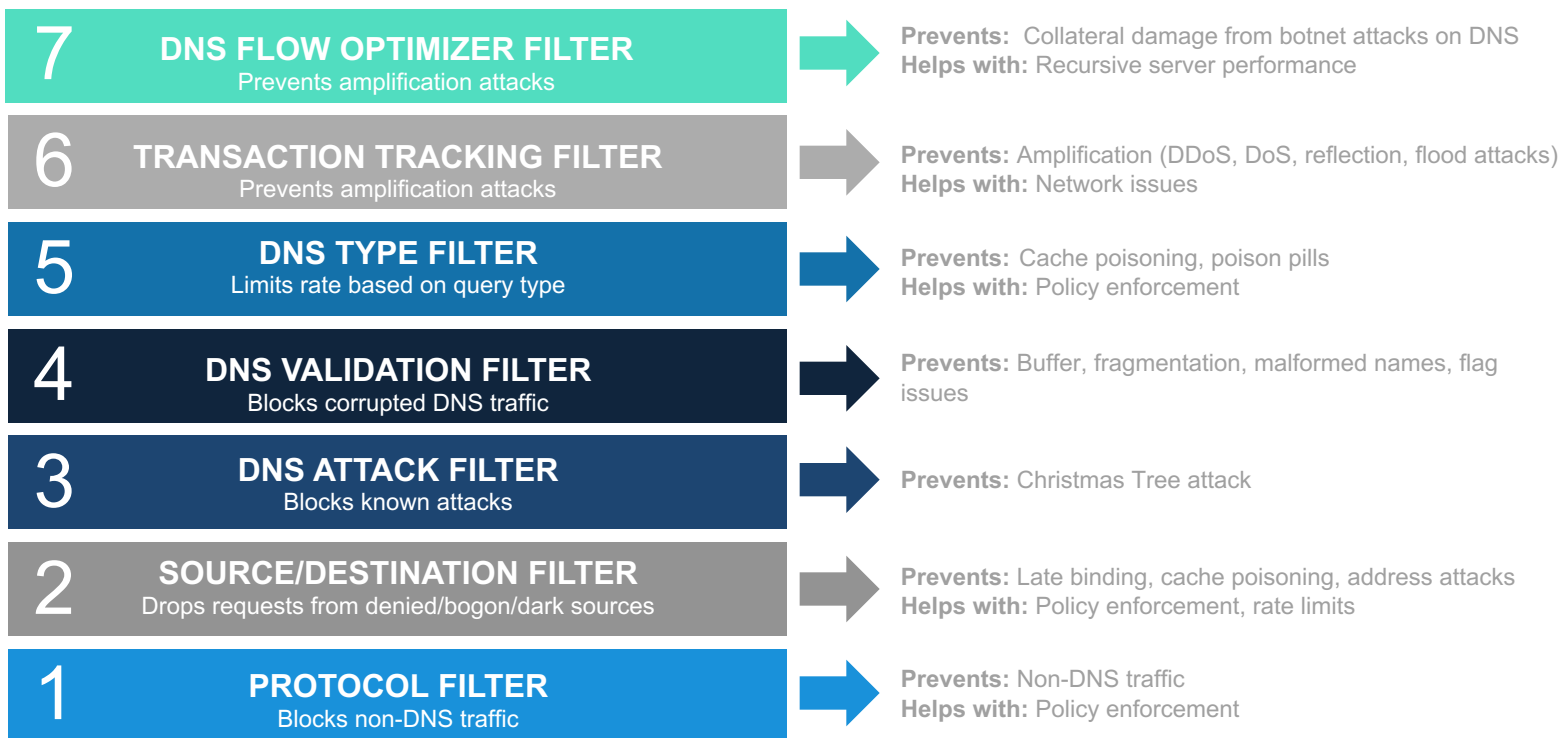 7
DNS FLOW OPTIMIZER FILTER
Prevents amplification attacks
Prevents: Collateral damage from botnet attacks on DNS
Helps with: Recursive server performance
6
TRANSACTION TRACKING FILTER
Prevents amplification attacks
Prevents: Amplification (DDoS, DoS, reflection, flood attacks)
Helps with: Network issues
5
DNS TYPE FILTER
Limits rate based on query type
Prevents: Cache poisoning, poison pills
Helps with: Policy enforcement
4
DNS VALIDATION FILTER
Blocks corrupted DNS traffic
Prevents: Buffer, fragmentation, malformed names, flag
issues
3
DNS ATTACK FILTER
Blocks known attacks
Prevents: Christmas Tree attack
2
SOURCE/DESTINATION FILTER
Drops requests from denied/bogon/dark sources
Prevents: Late binding, cache poisoning, address attacks
Helps with: Policy enforcement, rate limits
1
PROTOCOL FILTER
Blocks non-DNS traffic
Prevents: Non-DNS traffic
Helps with: Policy enforcement